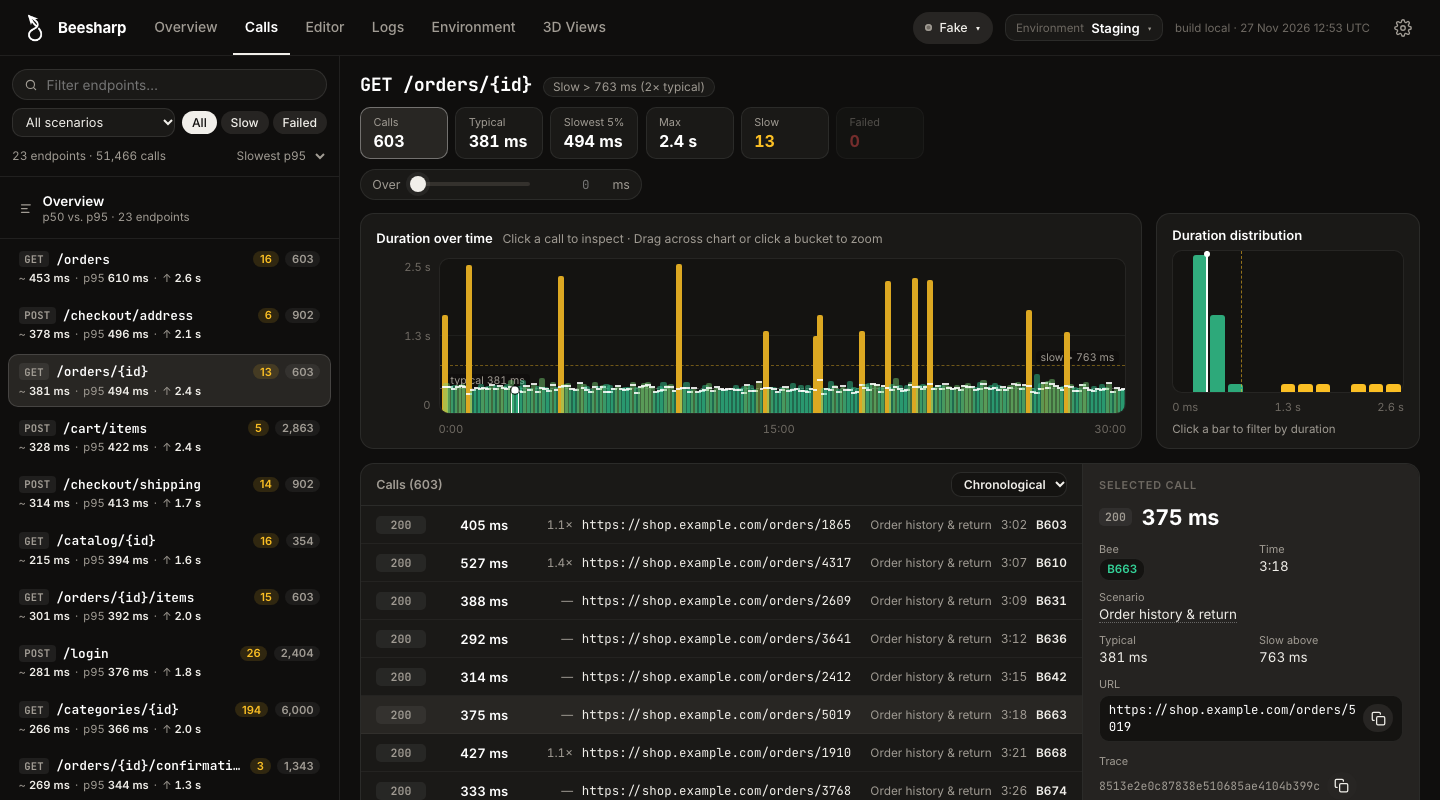 Beesharp Overview Calls Editor Logs Environment 3D Views Fake Environment Staging build local · 27 Nov 2026 12:53 UTC
Filter endpoints...
All scenarios All Slow Failed
23 endpoints · 51,466 calls Slowest p95
Overview
p50 vs. p95 · 23 endpoints
GET /orders 16 603
~ 453 ms · p95 610 ms · ↑ 2.6 s
POST /checkout/address 6 902
~ 378 ms · p95 496 ms · ↑ 2.1 s
GET /orders/{id} 13 603
~ 381 ms · p95 494 ms · ↑ 2.4 s
POST /cart/items 5 2,863
~ 328 ms · p95 422 ms · ↑ 2.4 s
POST /checkout/shipping 14 902
~ 314 ms · p95 413 ms · ↑ 1.7 s
GET /catalog/{id} 16 354
~ 215 ms · p95 394 ms · ↑ 1.6 s
GET /orders/{id}/items 15 603
~ 301 ms · p95 392 ms · ↑ 2.0 s
POST /login 26 2,404
~ 281 ms · p95 376 ms · ↑ 1.8 s
GET /categories/{id} 194 6,000
~ 266 ms · p95 366 ms · ↑ 2.0 s
GET /orders/{id}/confirmati… 3 1,343
~ 269 ms · p95 344 ms · ↑ 1.3 s
GET /orders/{id} Slow > 763 ms (2× typical)
Calls Typical Slowest 5% Max Slow Failed
603 381 ms 494 ms 2.4 s 13 0
Over 0 ms
Duration over time Click a call to inspect · Drag across chart or click a bucket to zoom
2.5 s
1.3 s
slow > 763 ms
typical 381 ms
0
0:00 15:00 30:00
Duration distribution
0 ms 1.3 s 2.6 s
Click a bar to filter by duration
Calls (603) Chronological
200 405 ms 1.1× https://shop.example.com/orders/1865 Order history & return 3:02 B603
200 527 ms 1.4× https://shop.example.com/orders/4317 Order history & return 3:07 B610
200 388 ms — https://shop.example.com/orders/2609 Order history & return 3:09 B631
200 292 ms — https://shop.example.com/orders/3641 Order history & return 3:12 B636
200 314 ms — https://shop.example.com/orders/2412 Order history & return 3:15 B642
200 375 ms — https://shop.example.com/orders/5019 Order history & return 3:18 B663
200 427 ms 1.1× https://shop.example.com/orders/1910 Order history & return 3:21 B668
200 333 ms — https://shop.example.com/orders/3768 Order history & return 3:26 B674
SELECTED CALL
200 375 ms
Bee Time
B663 3:18
Scenario
Order history & return
Typical Slow above
381 ms 763 ms
URL
https://shop.example.com/orders/5
019
Trace
8513e2e0c87838e510685ae4104b399c